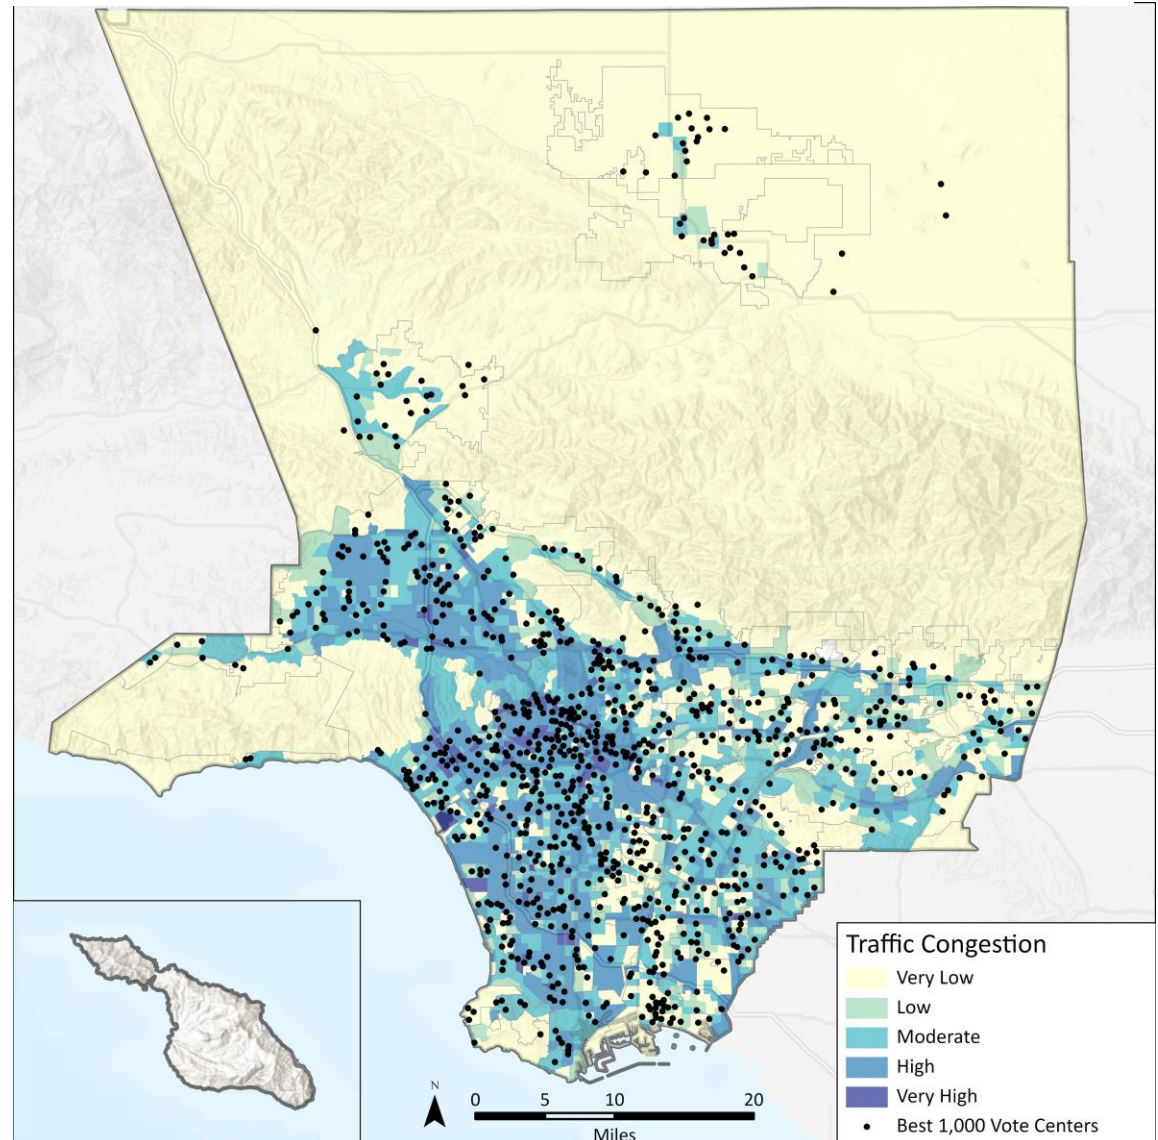 Traffic Congestion
Very Low
Low
Moderate
High
Very High
Best 1,000 Vote Centers
N
0 5 10 20
Miles